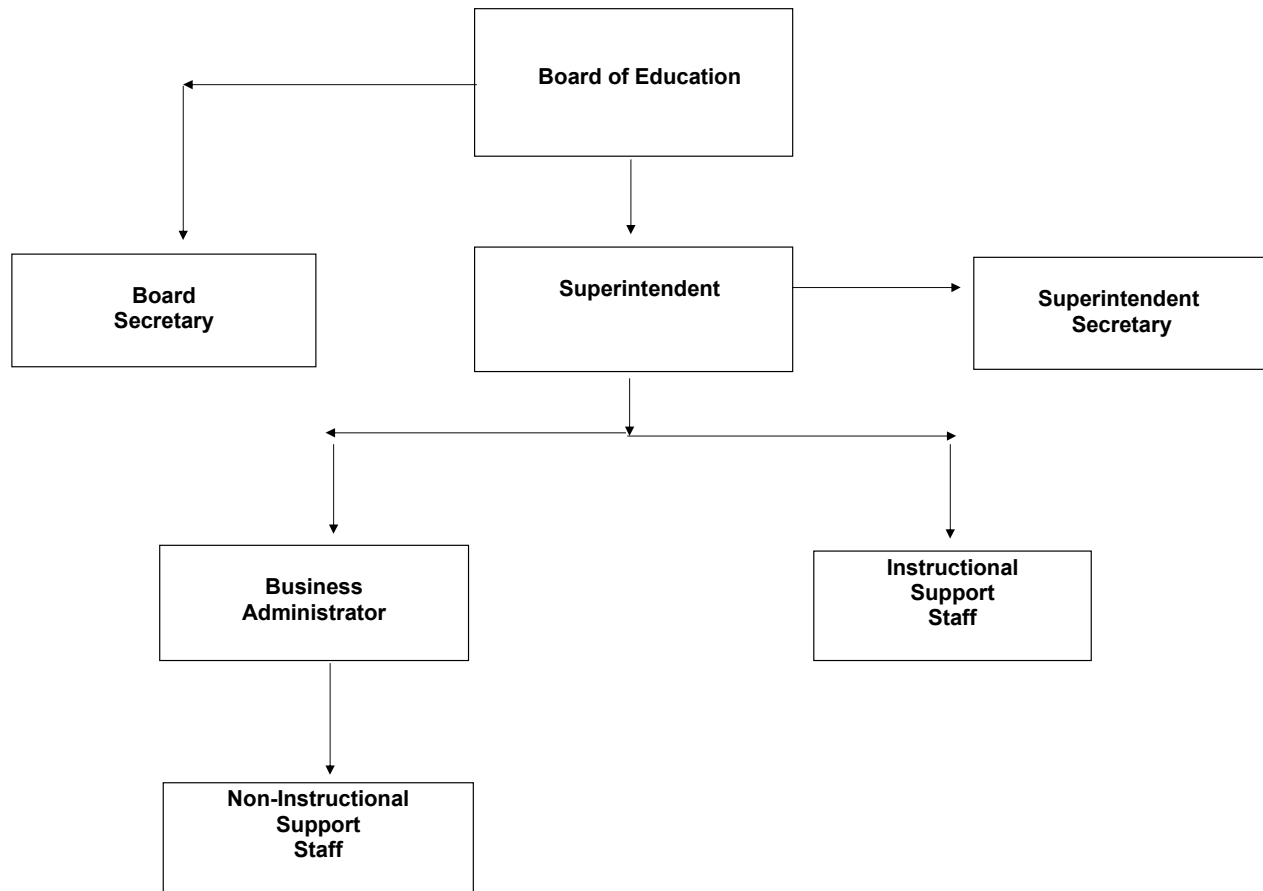 Board of Education
Board
Secretary
Superintendent
Superintendent
Secretary
Business
Administrator
Instructional
Support
Staff
Non-Instructional
Support
Staff